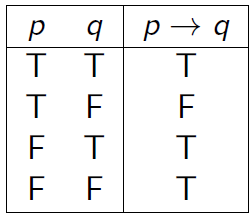 p q p → q
T T T
T F F
F T T
F F T